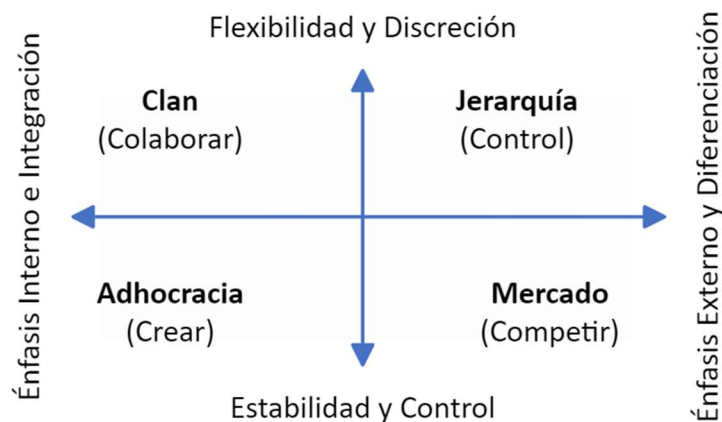 Flexibilidad y Discreción
Énfasis Interno e Integración
Clan
(Colaborar)
Jerarquía
(Control)
Énfasis Externo y Diferenciación
Adhocracia
(Crear)
Mercado
(Competir)
Estabilidad y Control